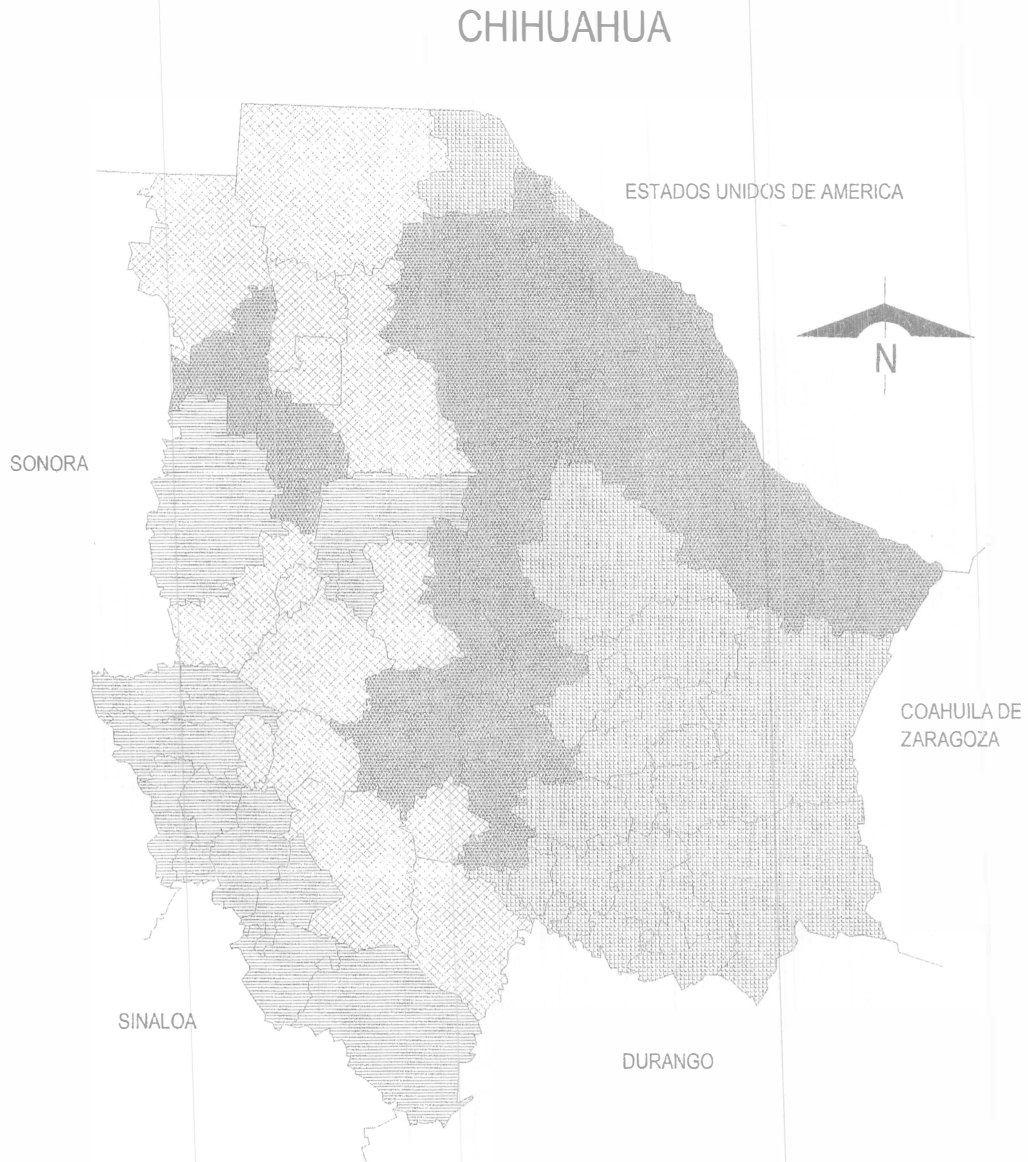 CHIHUAHUA
ESTADOS UNIDOS DE AMERICA
N
SONORA
COAHUILA DE
ZARAGOZA
SINALOA
DURANGO